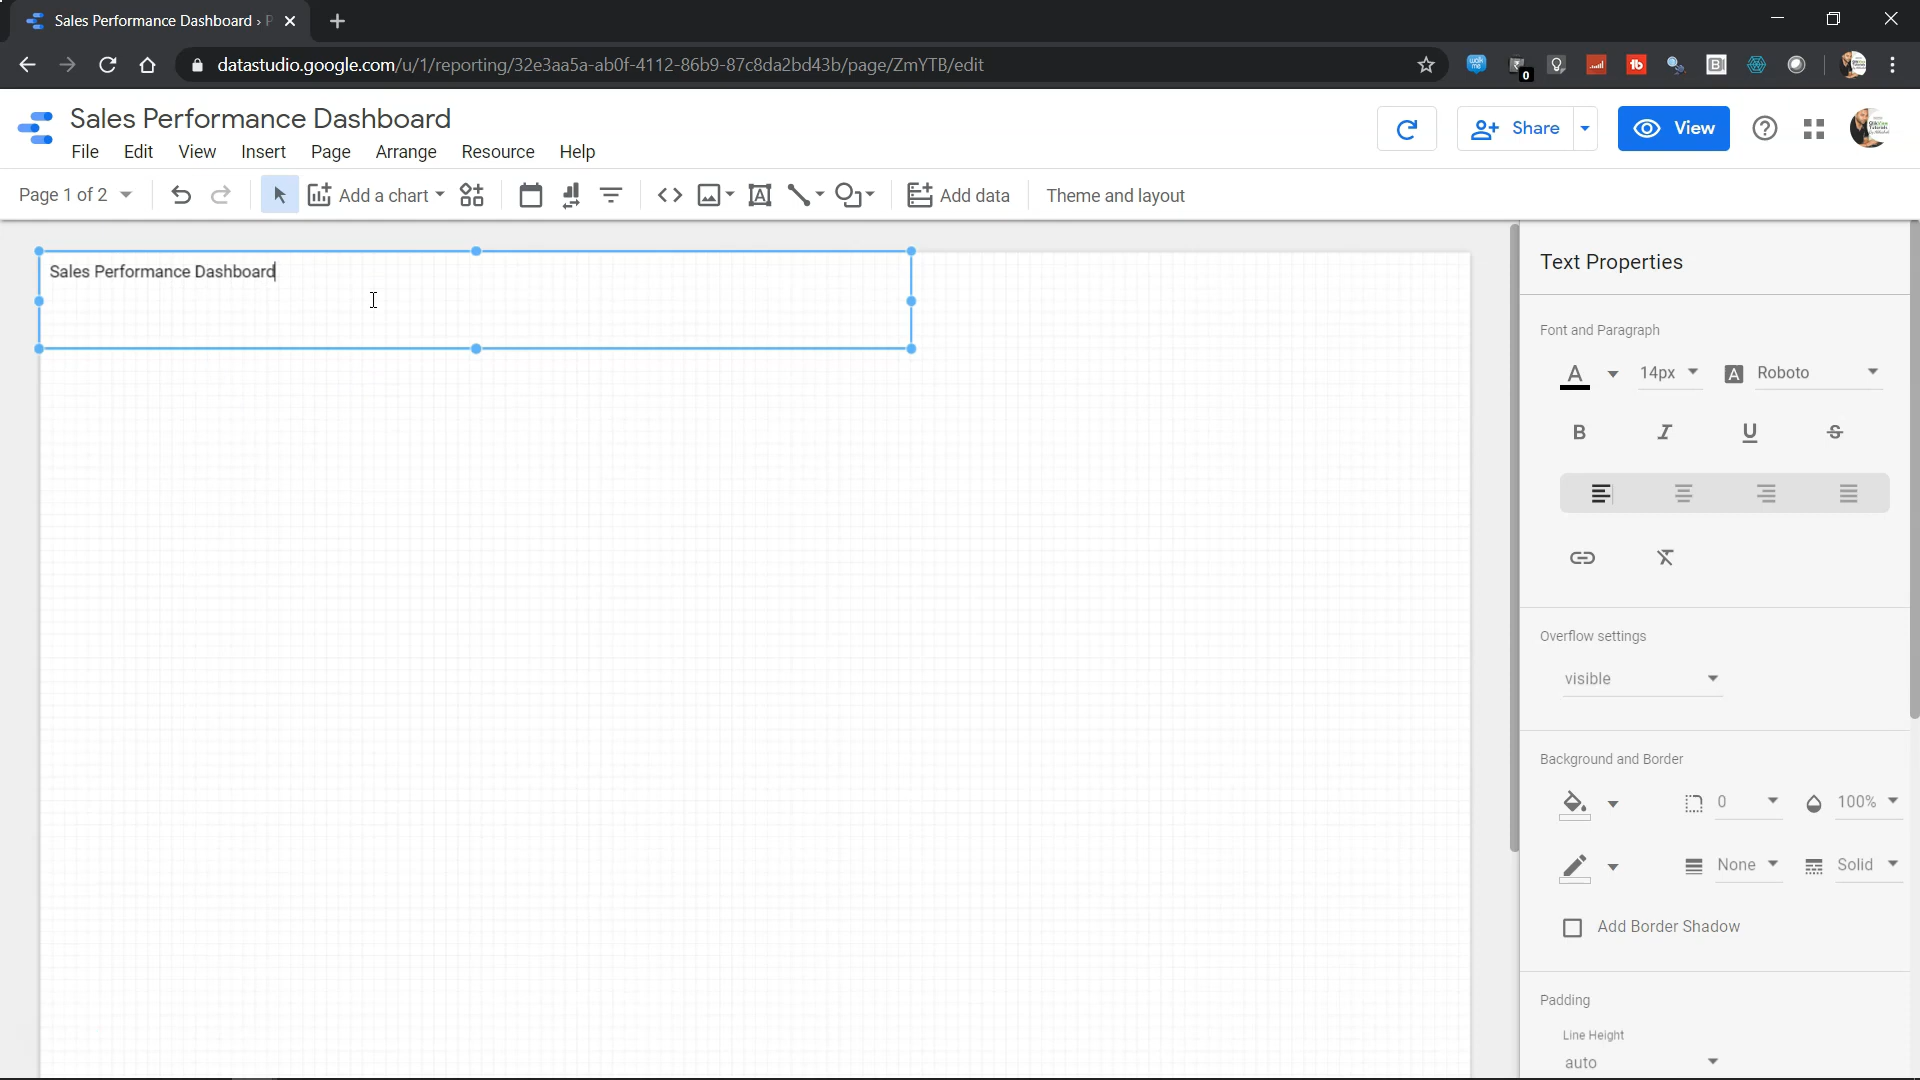 Sales Performance Dashboard › P
datastudio.google.com/u/1/reporting/32e3aa5a-ab0f-4112-86b9-87c8da2bd43b/page/ZmYTB/edit
0
Sales Performance Dashboard
File Edit View Insert Page Arrange Resource Help
Share
View
Page 1 of 2
Add a chart
Add data
Theme and layout
Sales Performance Dashboard
Text Properties
Font and Paragraph
A 14px A Roboto
B I U S
Overflow settings
visible
Background and Border
0 100%
None Solid
Add Border Shadow
Padding
Line Height
auto